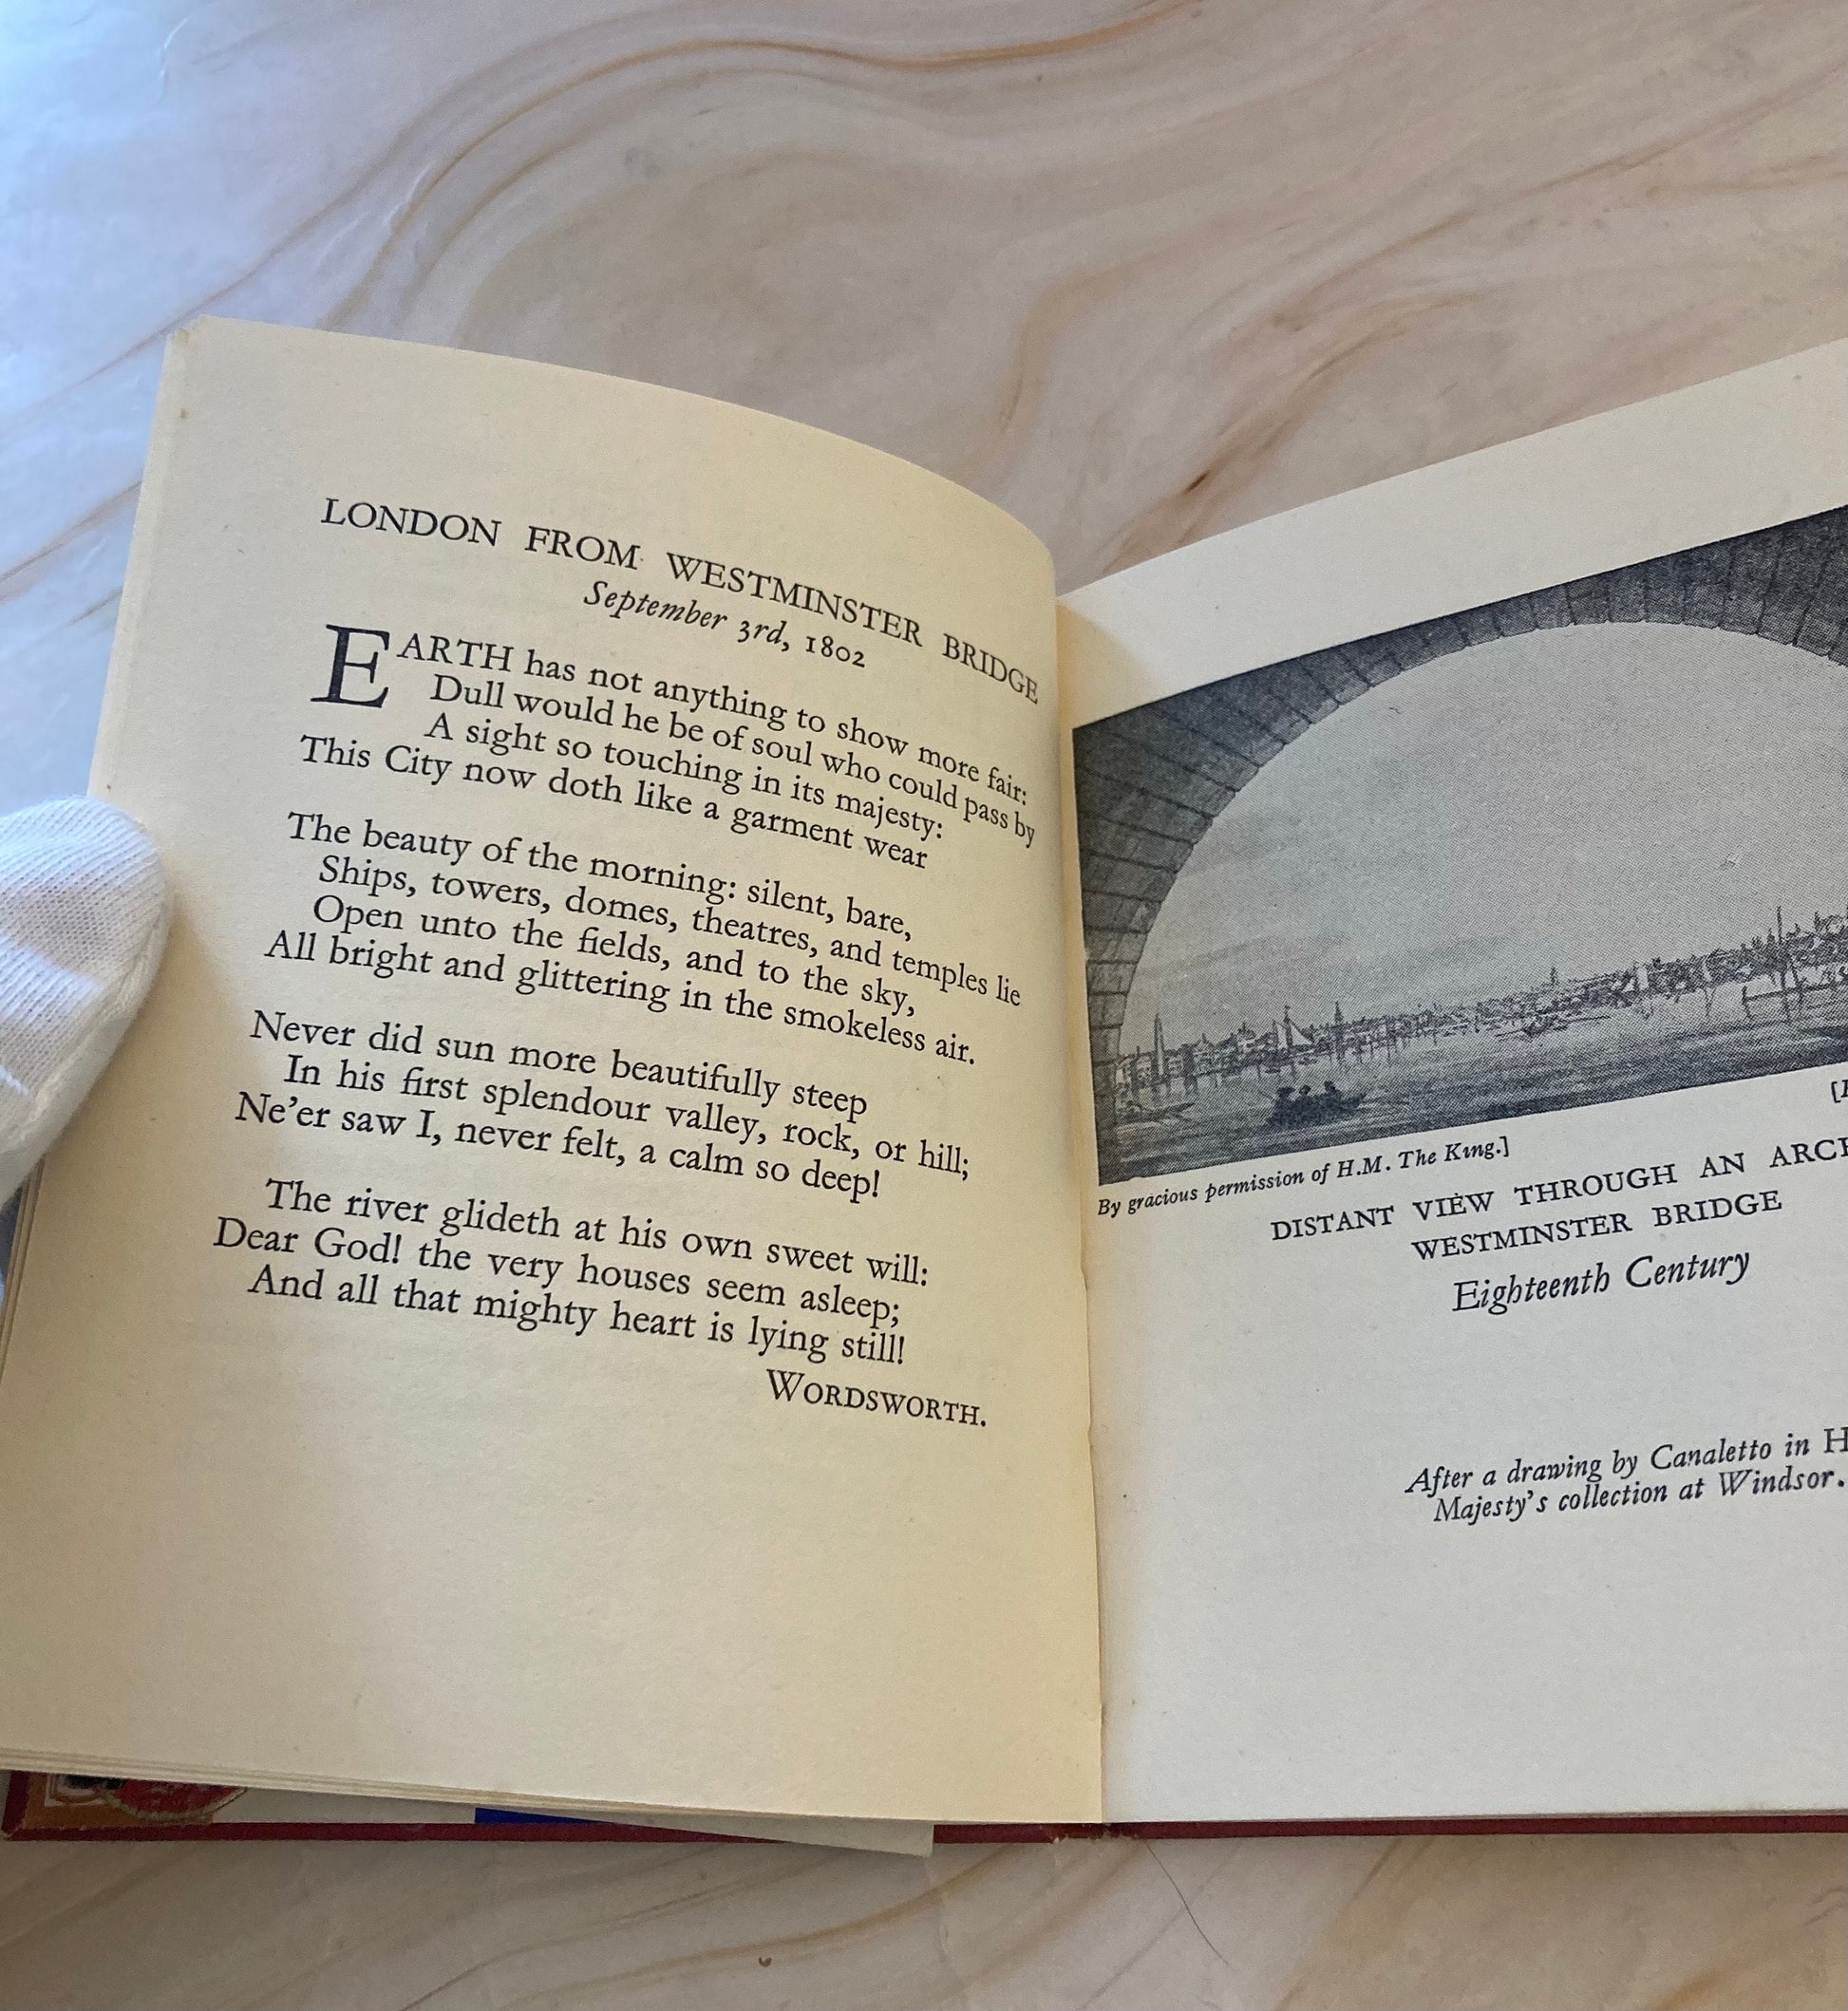 LONDON FROM WESTMINSTER BRIDGE
September 3rd, 1802
EARTH has not anything to show more fair:
Dull would he be of soul who could pass by
A sight so touching in its majesty:
This City now doth like a garment wear
The beauty of the morning: silent, bare,
Ships, towers, domes, theatres, and temples lie
Open unto the fields, and to the sky,
All bright and glittering in the smokeless air.
Never did sun more beautifully steep
In his first splendour valley, rock, or hill;
Ne'er saw I, never felt, a calm so deep!
The river glideth at his own sweet will:
Dear God! the very houses seem asleep;
And all that mighty heart is lying still!
WORDSWORTH.
By gracious permission of H.M. The King.]
DISTANT VIEW THROUGH AN ARCH
WESTMINSTER BRIDGE
Eighteenth Century
After a drawing by Canaletto in H
Majesty's collection at Windsor.